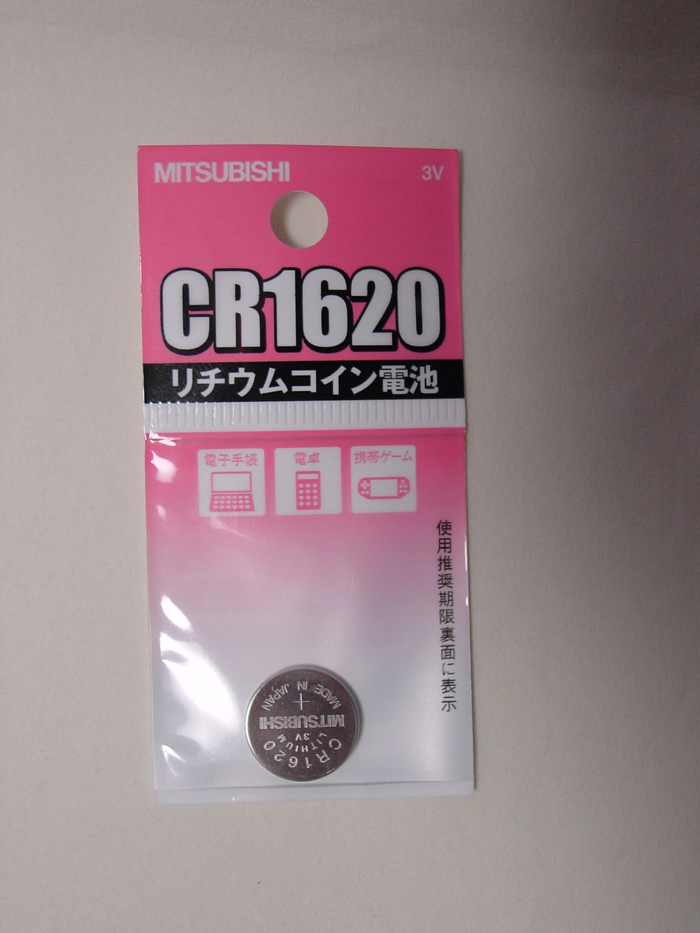 MITSUBISHI
3V
CR1620
リチウムコイン電池
電子手帳
電卓
携帯ゲーム
使用推奨期限裏面に表示
MADE IN JAPAN
+
MITSUBISHI
3V
LITHIUM
CR1620